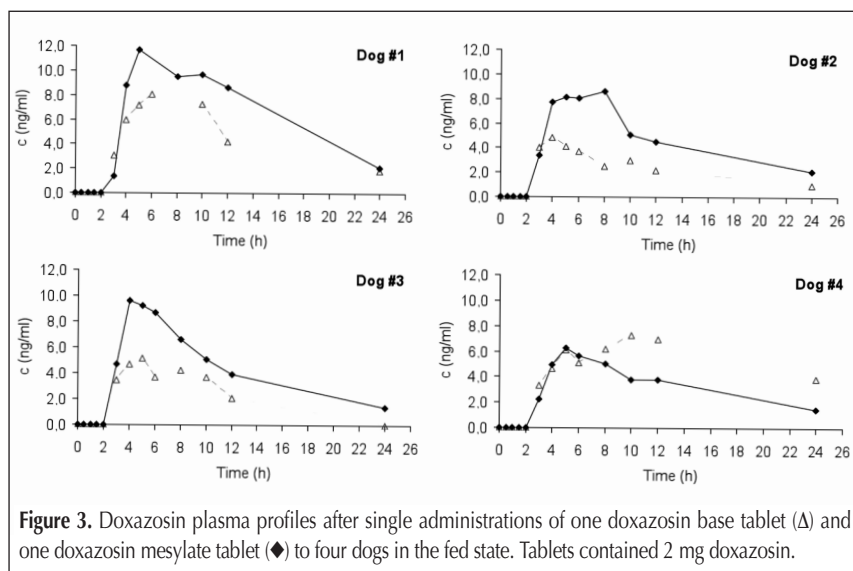 Dog #1
c (ng/ml)
12,0
10,0
8,0
6,0
4,0
2,0
0,0
0 2 4 6 8 10 12 14 16 18 20 22 24 26
Time (h)
Dog #2
c (ng/ml)
12,0
10,0
8,0
6,0
4,0
2,0
0,0
0 2 4 6 8 10 12 14 16 18 20 22 24 26
Time (h)
Dog #3
c (ng/ml)
12,0
10,0
8,0
6,0
4,0
2,0
0,0
0 2 4 6 8 10 12 14 16 18 20 22 24 26
Time (h)
Dog #4
c (ng/ml)
12,0
10,0
8,0
6,0
4,0
2,0
0,0
0 2 4 6 8 10 12 14 16 18 20 22 24 26
Time (h)
Figure 3. Doxazosin plasma profiles after single administrations of one doxazosin base tablet (Δ) and
one doxazosin mesylate tablet (◆) to four dogs in the fed state. Tablets contained 2 mg doxazosin.